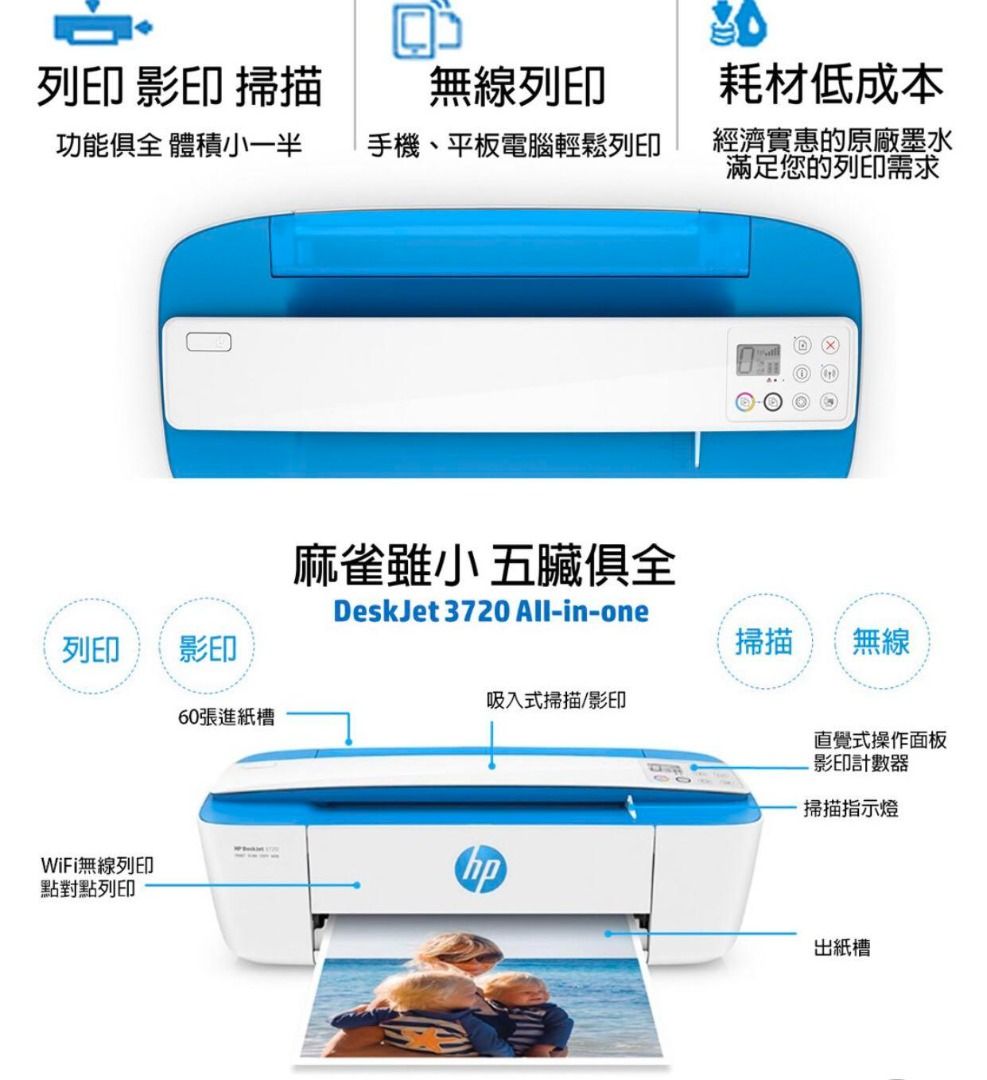 列印 影印 掃描
功能俱全 體積小一半
無線列印
手機、平板電腦輕鬆列印
耗材低成本
經濟實惠的原廠墨水
滿足您的列印需求
麻雀雖小 五臟俱全
DeskJet 3720 All-in-one
列印
影印
掃描
無線
60張進紙槽
吸入式掃描/影印
直覺式操作面板
影印計數器
掃描指示燈
WiFi無線列印
點對點列印
HP DeskJet 3720
hp
出紙槽